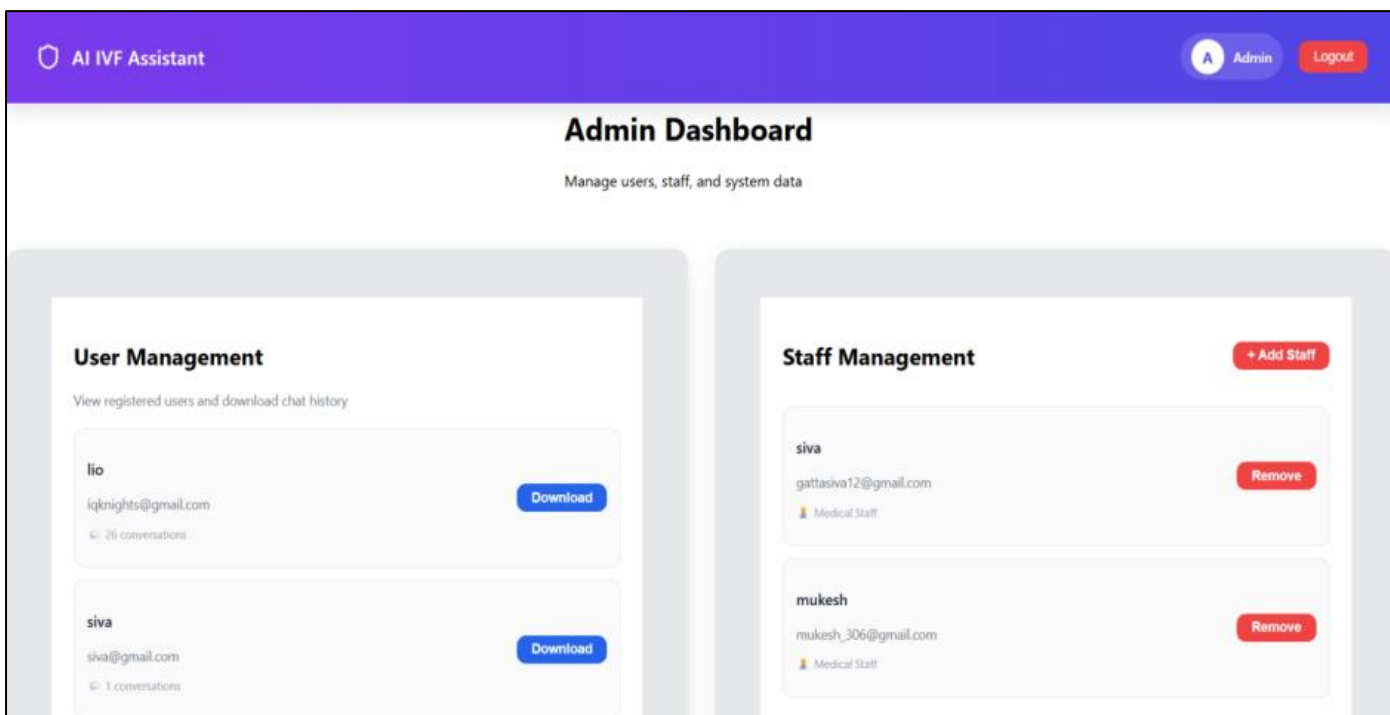 AI IVF Assistant
A Admin Logout
Admin Dashboard
Manage users, staff, and system data
User Management
View registered users and download chat history
lio
iqknights@gmail.com
26 conversations
Download
siva
siva@gmail.com
1 conversations
Download
Staff Management
+ Add Staff
siva
gattasiva12@gmail.com
Medical Staff
Remove
mukesh
mukesh_306@gmail.com
Medical Staff
Remove